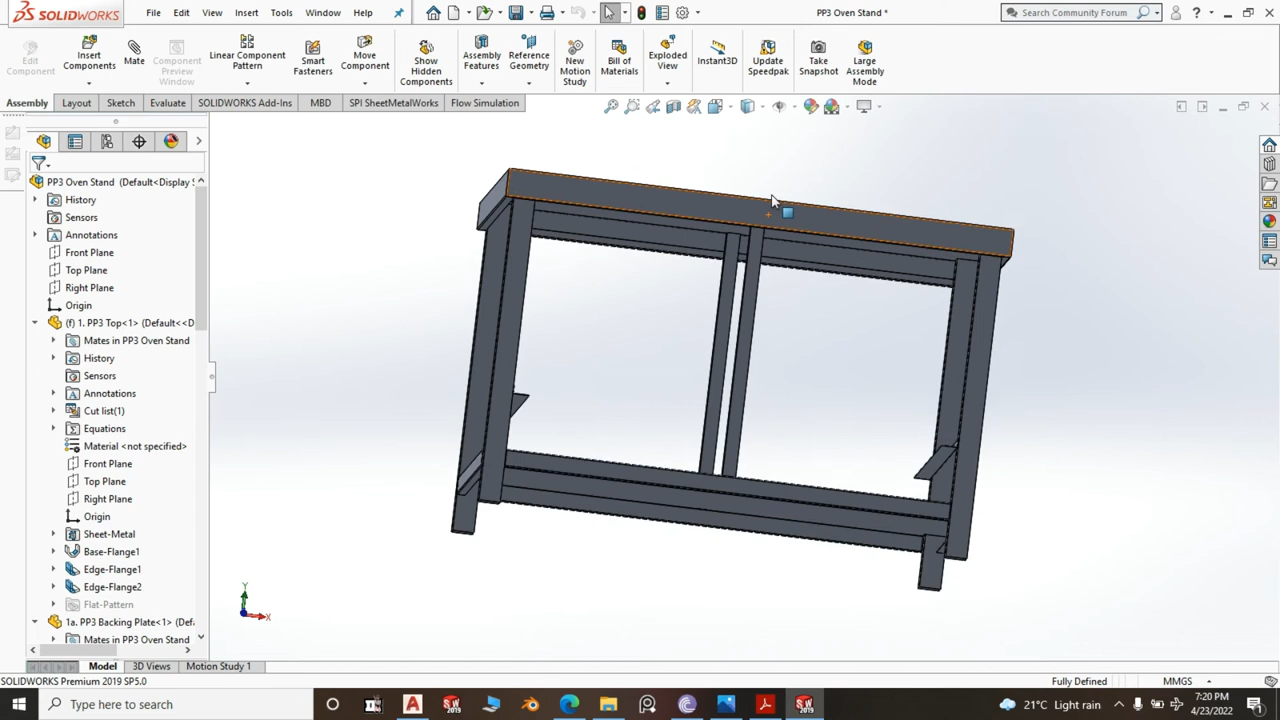 SOLIDWORKS File Edit View Insert Tools Window Help PP3 Oven Stand * Search Community Forum
Edit Component
Insert Components
Mate
Component Preview Window
Linear Component Pattern
Smart Fasteners
Move Component
Show Hidden Components
Assembly Features
Reference Geometry
New Motion Study
Bill of Materials
Exploded View
Instant3D
Update Speedpak
Take Snapshot
Large Assembly Mode
Assembly Layout Sketch Evaluate SOLIDWORKS Add-Ins MBD SPI SheetMetalWorks Flow Simulation
PP3 Oven Stand (Default<Display S
History
Sensors
Annotations
Front Plane
Top Plane
Right Plane
Origin
(f) 1. PP3 Top<1> (Default<<D
Mates in PP3 Oven Stand
History
Sensors
Annotations
Cut list(1)
Equations
Material <not specified>
Front Plane
Top Plane
Right Plane
Origin
Sheet-Metal
Base-Flange1
Edge-Flange1
Edge-Flange2
Flat-Pattern
1a. PP3 Backing Plate<1> (Def
Mates in PP3 Oven Stand
Y
X
Model 3D Views Motion Study 1
SOLIDWORKS Premium 2019 SP5.0 Fully Defined MMGS
Type here to search 21°C Light rain 7:20 PM
4/23/2022